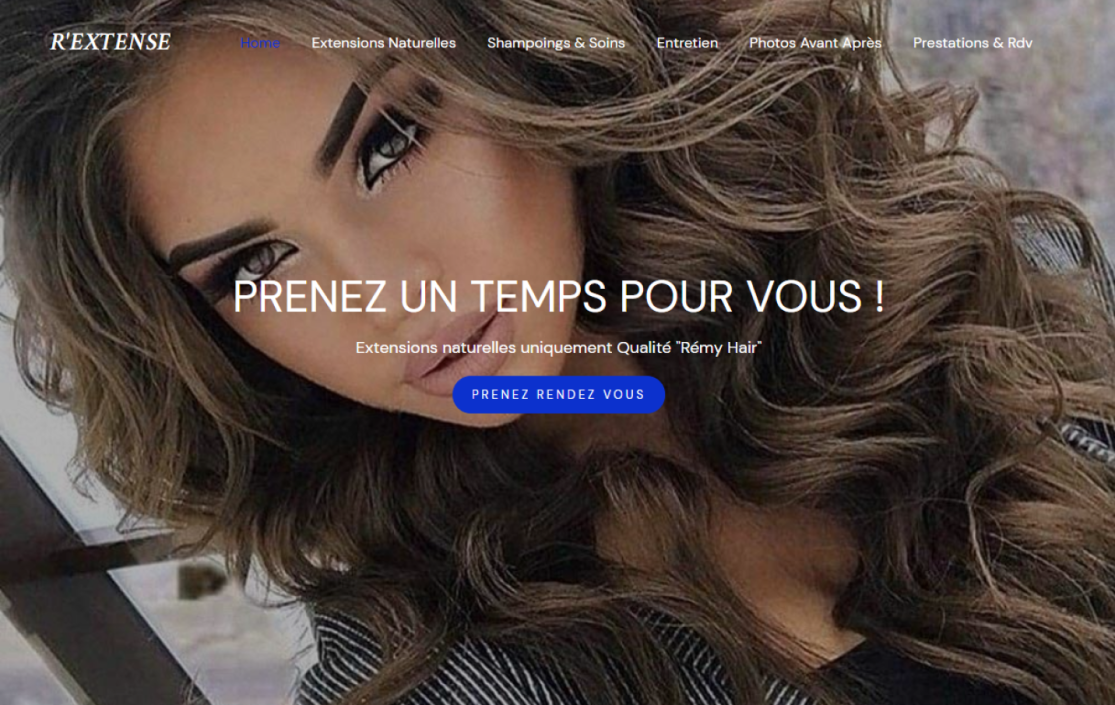 R'EXTENSE
Home Extensions Naturelles Shampoings & Soins Entretien Photos Avant Après Prestations & Rdv
PRENEZ UN TEMPS POUR VOUS !
Extensions naturelles uniquement Qualité "Rémy Hair"
PRENEZ RENDEZ VOUS